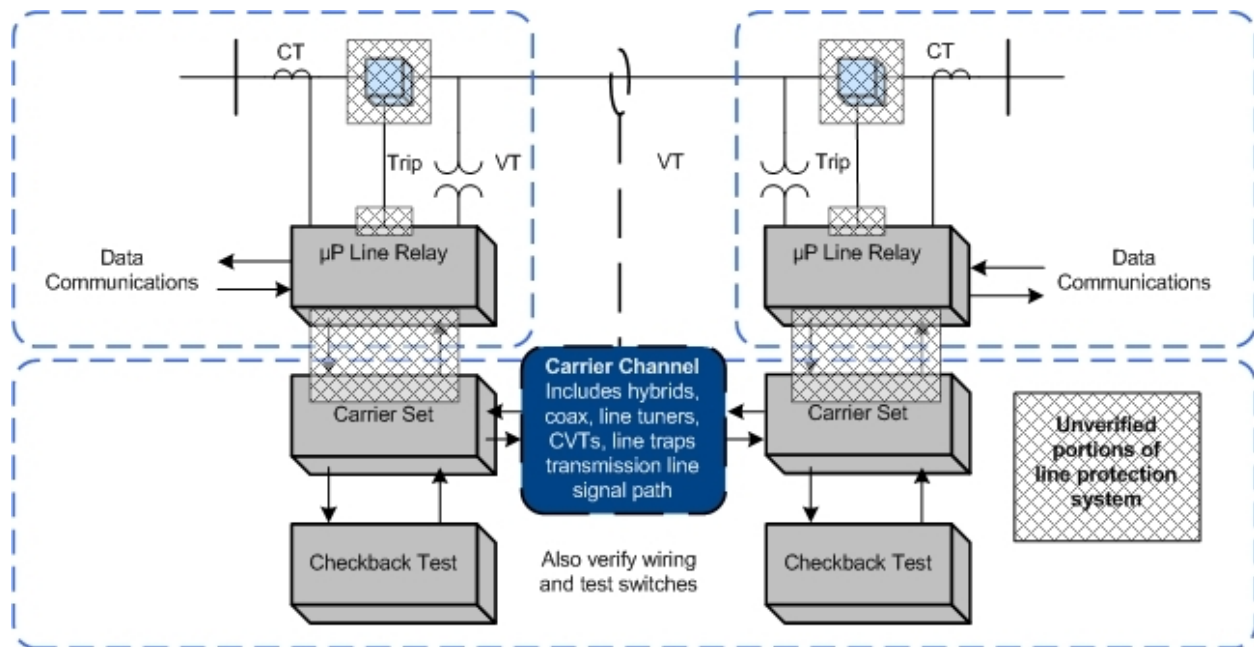 CT
CT
Trip
VT
VT
Trip
µP Line Relay
µP Line Relay
Data
Communications
Data
Communications
Carrier Channel
Includes hybrids,
coax, line tuners,
CVTs, line traps
transmission line
signal path
Carrier Set
Carrier Set
Unverified
portions of
line protection
system
Checkback Test
Also verify wiring
and test switches
Checkback Test